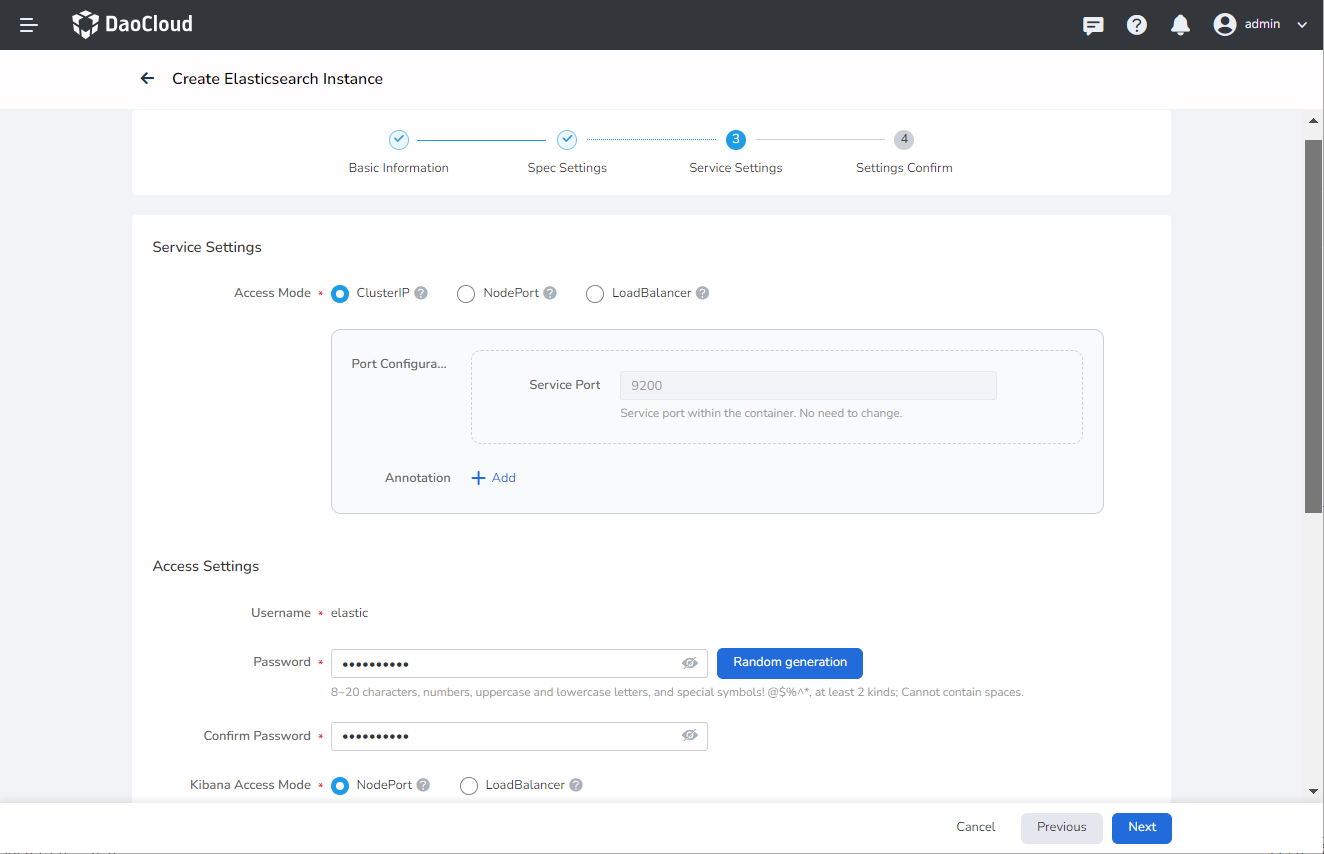 DaoCloud
admin
Create Elasticsearch Instance
3
4
Basic Information
Spec Settings
Service Settings
Settings Confirm
Service Settings
Access Mode * ClusterIP ? NodePort ? LoadBalancer ?
Port Configura...
Service Port 9200
Service port within the container. No need to change.
Annotation + Add
Access Settings
Username * elastic
Password * •••••••••• Random generation
8~20 characters, numbers, uppercase and lowercase letters, and special symbols! @$%^*, at least 2 kinds; Cannot contain spaces.
Confirm Password * ••••••••••
Kibana Access Mode * NodePort ? LoadBalancer ?
Cancel Previous Next